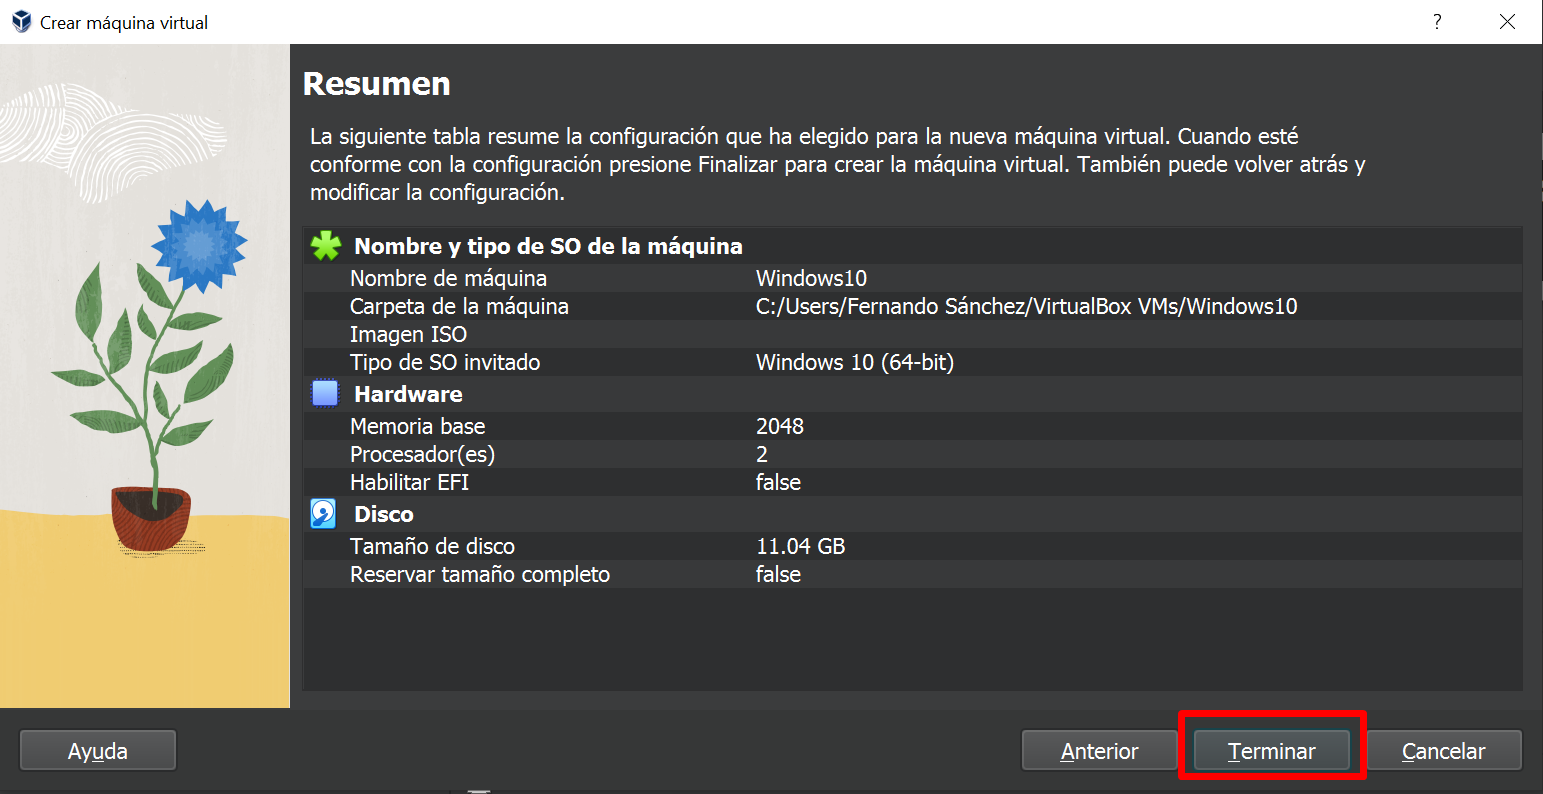 Crear máquina virtual
?
Resumen
La siguiente tabla resume la configuración que ha elegido para la nueva máquina virtual. Cuando esté
conforme con la configuración presione Finalizar para crear la máquina virtual. También puede volver atrás y
modificar la configuración.
Nombre y tipo de SO de la máquina
Nombre de máquina Windows10
Carpeta de la máquina C:/Users/Fernando Sánchez/VirtualBox VMs/Windows10
Imagen ISO
Tipo de SO invitado Windows 10 (64-bit)
Hardware
Memoria base 2048
Procesador(es) 2
Habilitar EFI false
Disco
Tamaño de disco 11.04 GB
Reservar tamaño completo false
Ayuda Anterior Terminar Cancelar